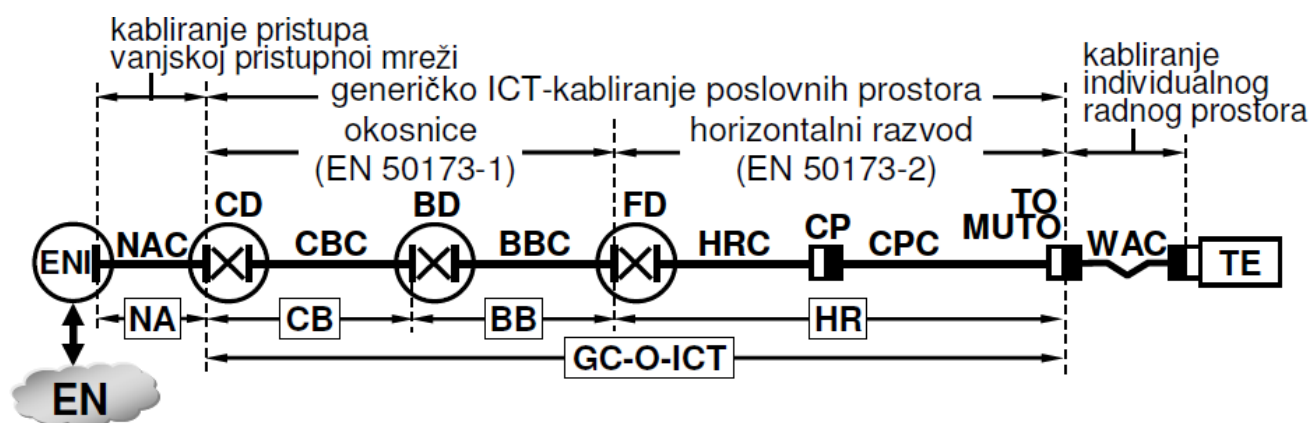 kabliranje pristupa
vanjskoj pristupnoi mreži
kabliranje
individualnog
radnog prostora
generičko ICT-kabliranje poslovnih prostora
okosnice
(EN 50173-1)
horizontalni razvod
(EN 50173-2)
CD
BD
FD
CP
TO
MUTO
ENI
NAC
CBC
BBC
HRC
CPC
WAC
TE
NA
CB
BB
HR
GC-O-ICT
EN